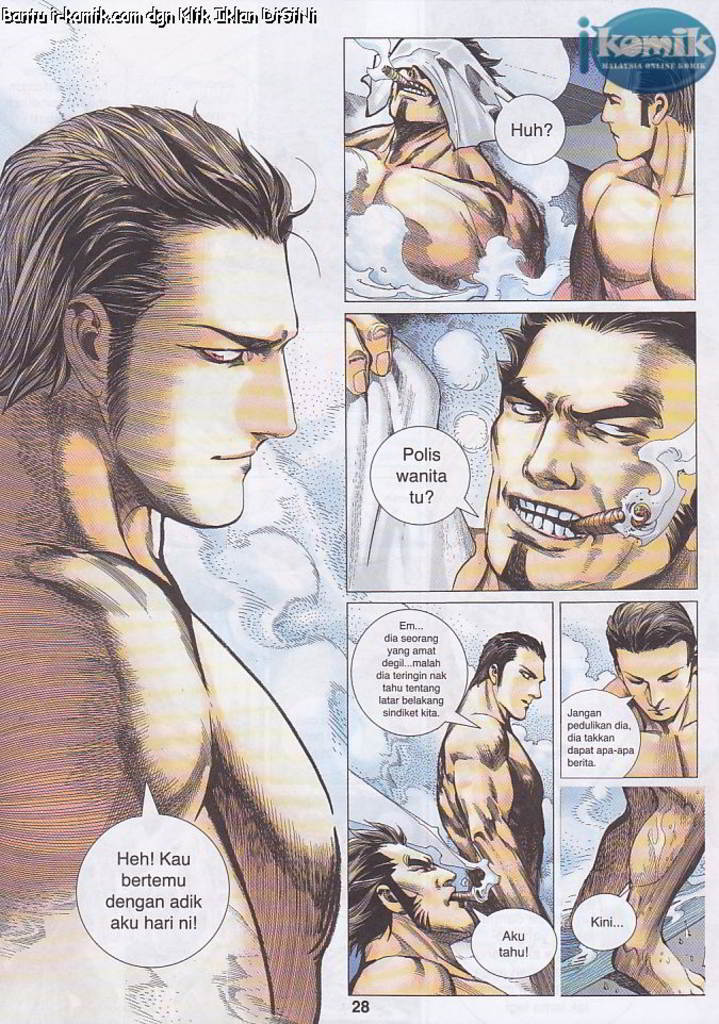 Bantu i-komik.com dgn Klik Iklan DiSiNi
ikomik
MALAYSIA ONLINE KOMIK
Heh! Kau
bertemu
dengan adik
aku hari ni!
Huh?
Polis
wanita
tu?
Em...
dia seorang
yang amat
degil...malah
dia teringin nak
tahu tentang
latar belakang
sindiket kita.
Aku
tahu!
Jangan
pedulikan dia,
dia takkan
dapat apa-apa
berita.
Kini...
28